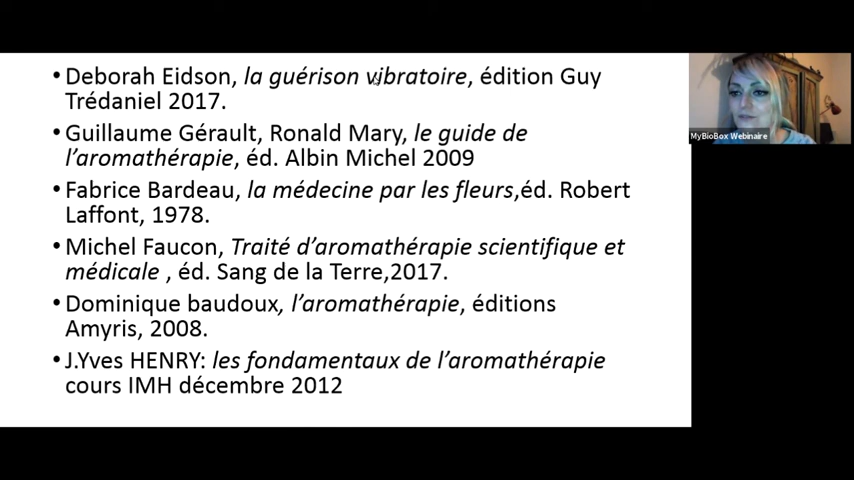 • Deborah Eidson, la guérison vibratoire, édition Guy
Trédaniel 2017.
• Guillaume Gérault, Ronald Mary, le guide de
l’aromathérapie, éd. Albin Michel 2009
• Fabrice Bardeau, la médecine par les fleurs,éd. Robert
Laffont, 1978.
• Michel Faucon, Traité d’aromathérapie scientifique et
médicale , éd. Sang de la Terre,2017.
• Dominique baudoux, l’aromathérapie, éditions
Amyris, 2008.
• J.Yves HENRY: les fondamentaux de l’aromathérapie
cours IMH décembre 2012
MyBioBox Webinaire